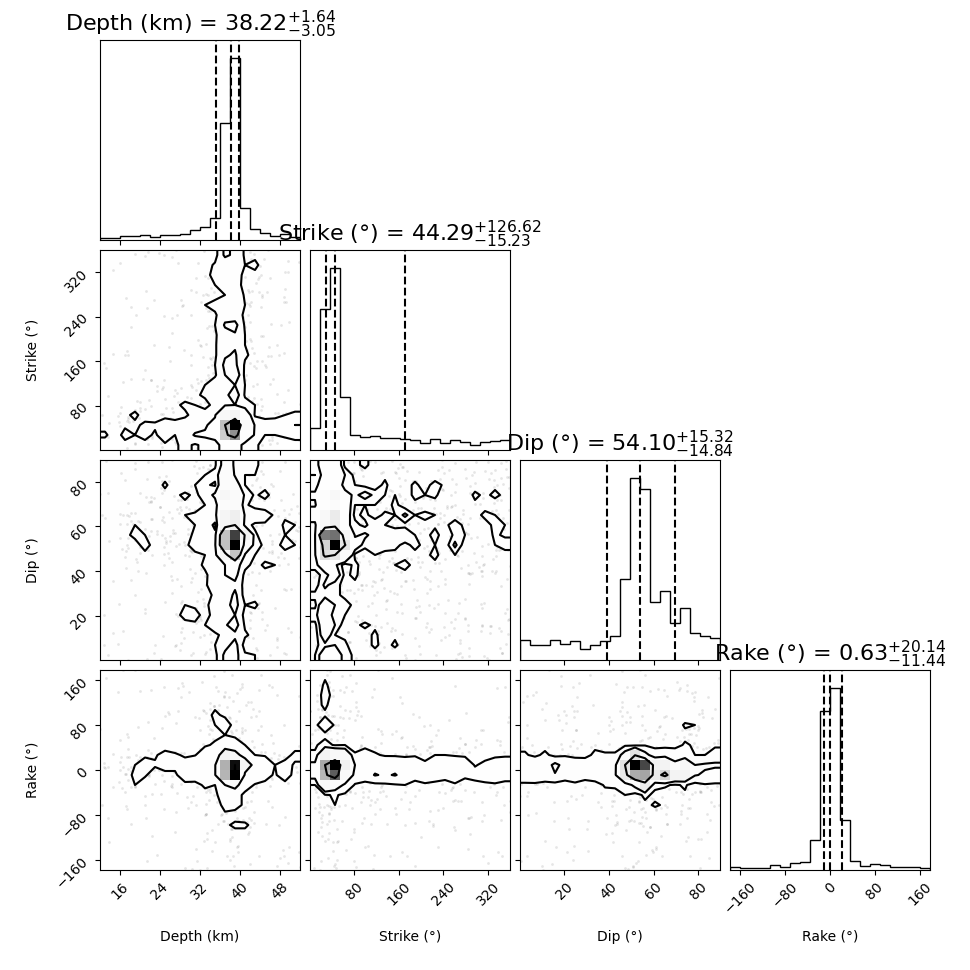 Depth (km) = 38.22+1.64 −3.05
Strike (°) = 44.29+126.62 −15.23
320
240
160
80
Strike (°)
Dip (°) = 54.10+15.32 −14.84
80
60
40
20
Dip (°)
Rake (°) = 0.63+20.14 −11.44
160
80
0
−80
−160
Rake (°)
16 24 32 40 48
80 160 240 320
20 40 60 80
−160 −80 0 80 160
Depth (km) Strike (°) Dip (°) Rake (°)